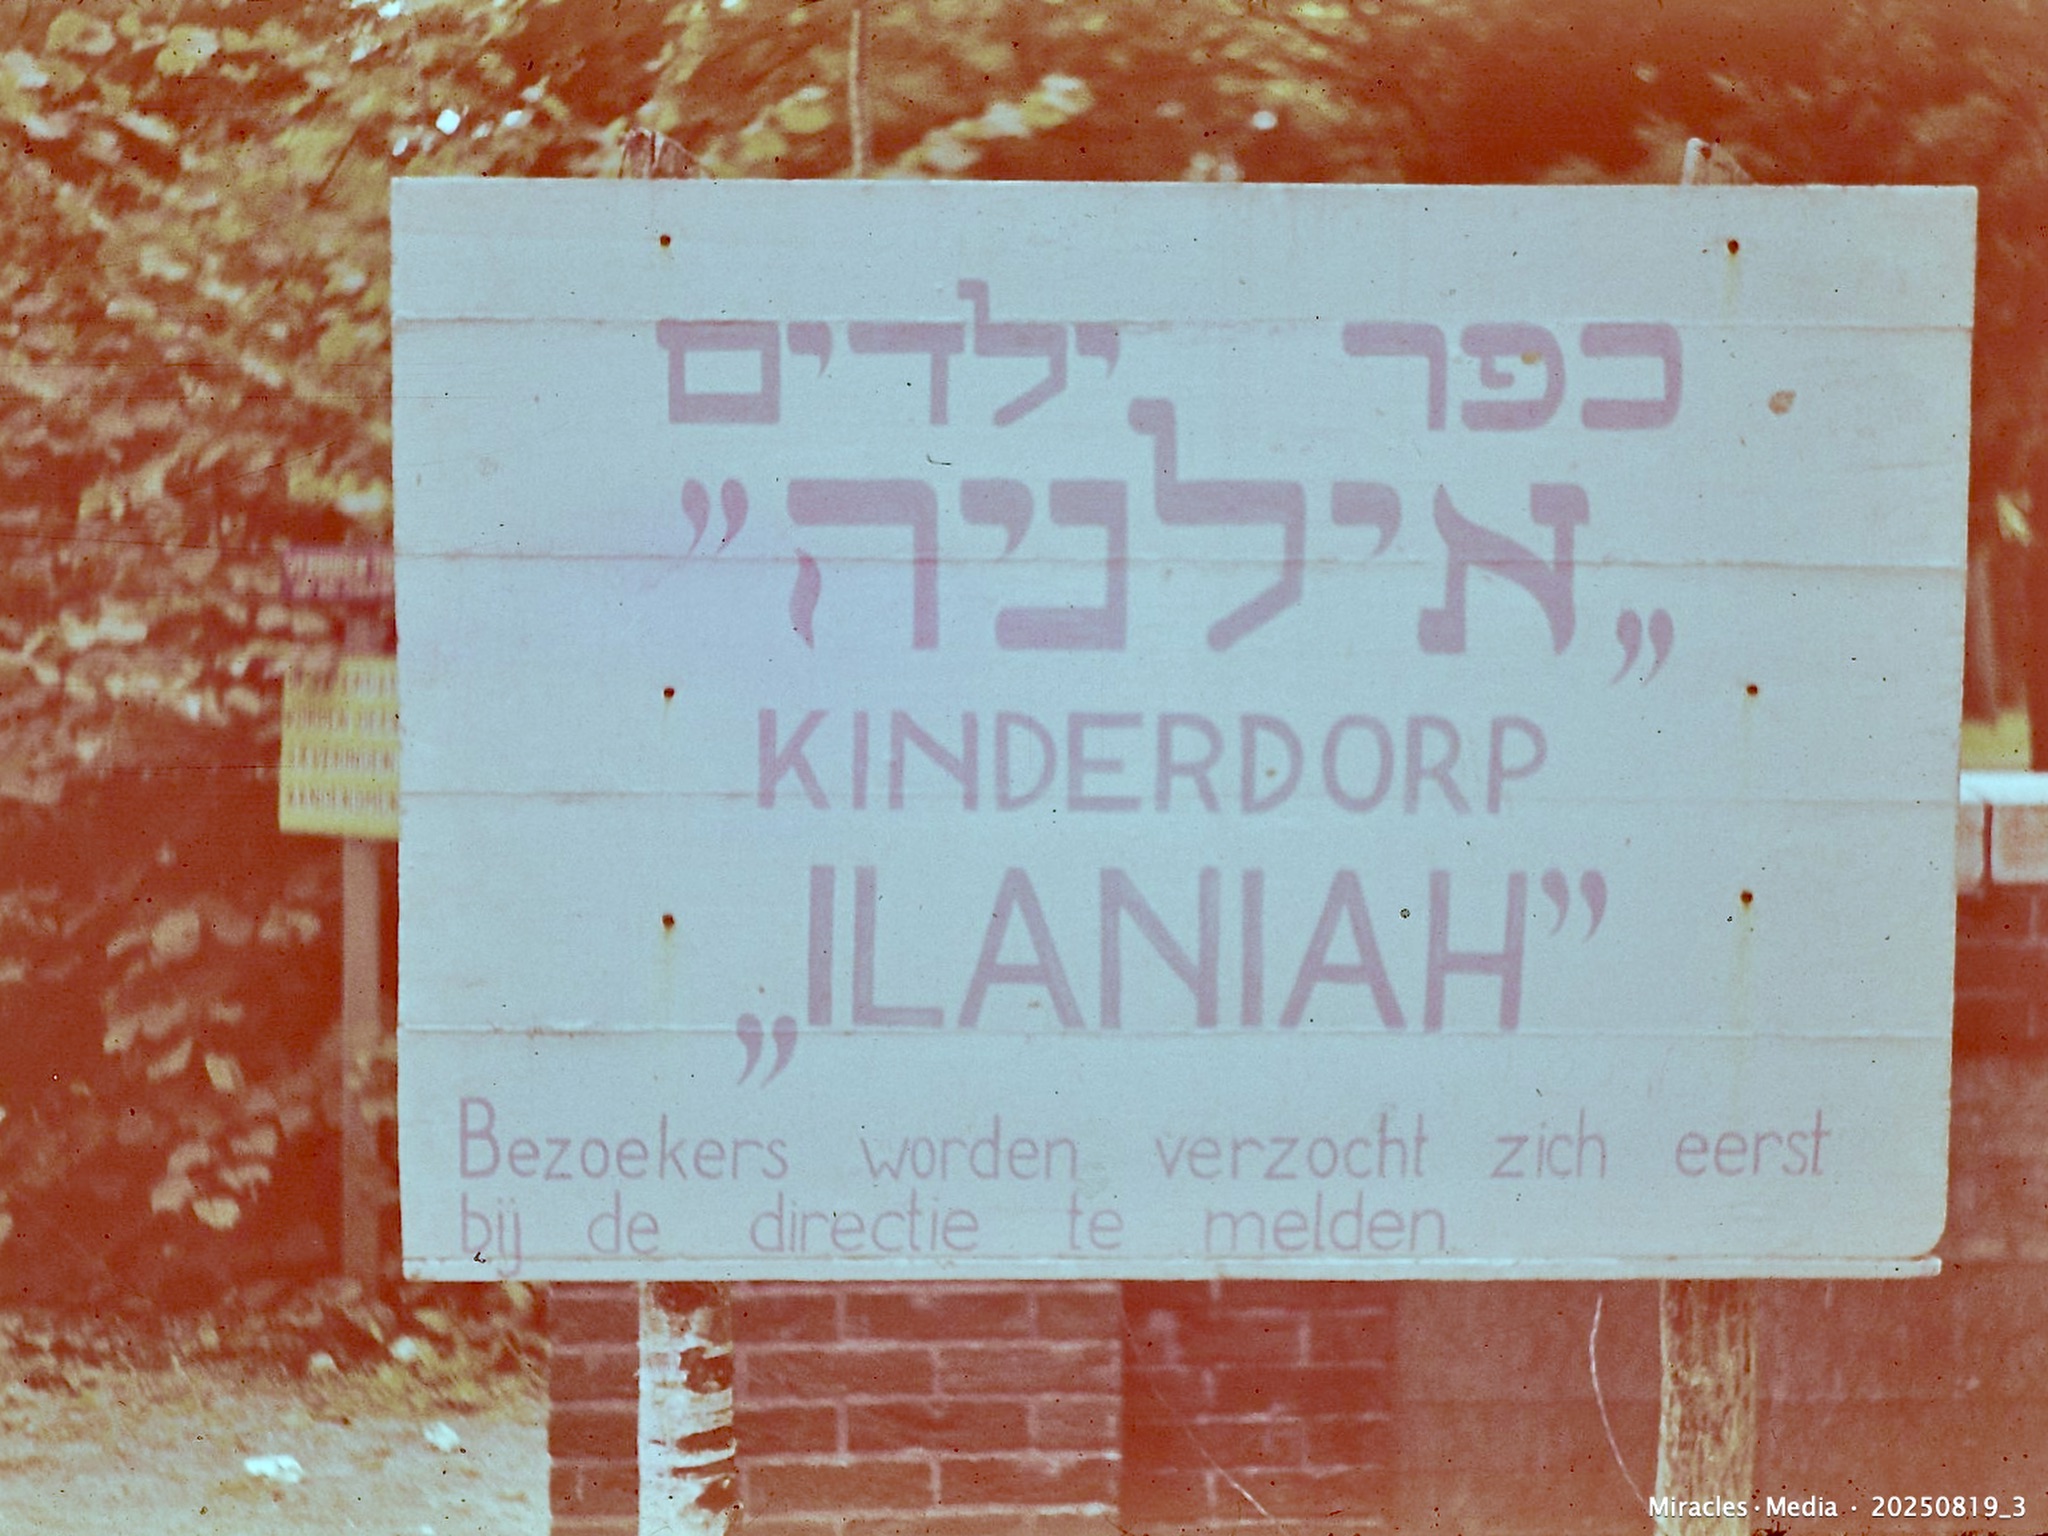 כפר ילדים
„אילניה”
KINDERDORP
„ILANIAH”
Bezoekers worden verzocht zich eerst
bij de directie te melden
Miracles·Media · 20250819_3